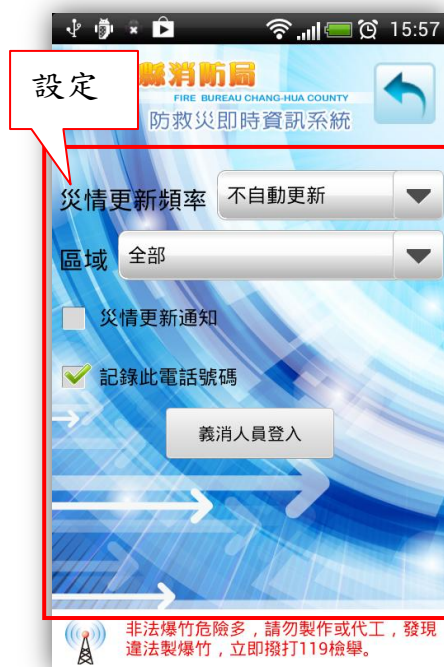 15:57
設定
縣消防局
FIRE BUREAU CHANG-HUA COUNTY
防救災即時資訊系統
災情更新頻率 不自動更新
區域 全部
災情更新通知
記錄此電話號碼
義消人員登入
非法爆竹危險多，請勿製作或代工，發現
違法製爆竹，立即撥打119檢舉。